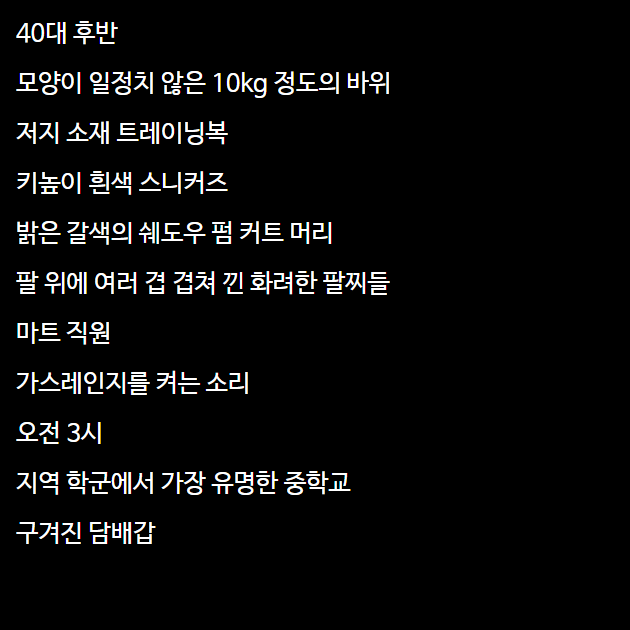 40대 후반
모양이 일정치 않은 10kg 정도의 바위
저지 소재 트레이닝복
키높이 흰색 스니커즈
밝은 갈색의 쉐도우 펌 커트 머리
팔 위에 여러 겹 겹쳐 낀 화려한 팔찌들
마트 직원
가스레인지를 켜는 소리
오전 3시
지역 학군에서 가장 유명한 중학교
구겨진 담배갑